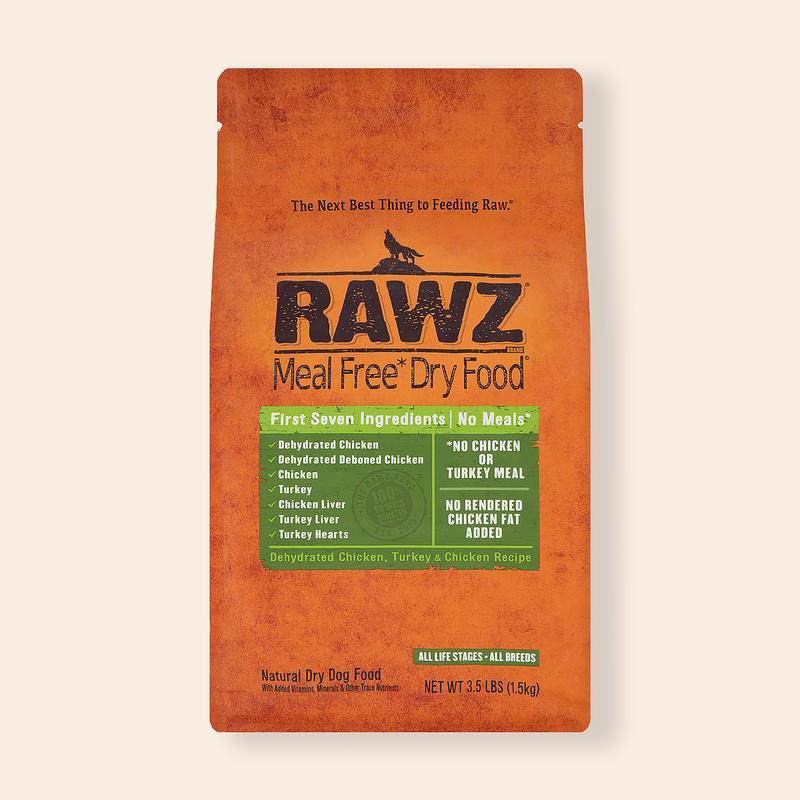 The Next Best Thing to Feeding Raw.®
RAWZ®
BRAND
Meal Free* Dry Food®
First Seven Ingredients | No Meals*
✓ Dehydrated Chicken
✓ Dehydrated Deboned Chicken
✓ Chicken
✓ Turkey
✓ Chicken Liver
✓ Turkey Liver
✓ Turkey Hearts
*NO CHICKEN
OR
TURKEY MEAL
NO RENDERED
CHICKEN FAT
ADDED
100%
Dehydrated Chicken, Turkey & Chicken Recipe
ALL LIFE STAGES • ALL BREEDS
Natural Dry Dog Food
With Added Vitamins, Minerals & Other Trace Nutrients
NET WT 3.5 LBS (1.5kg)